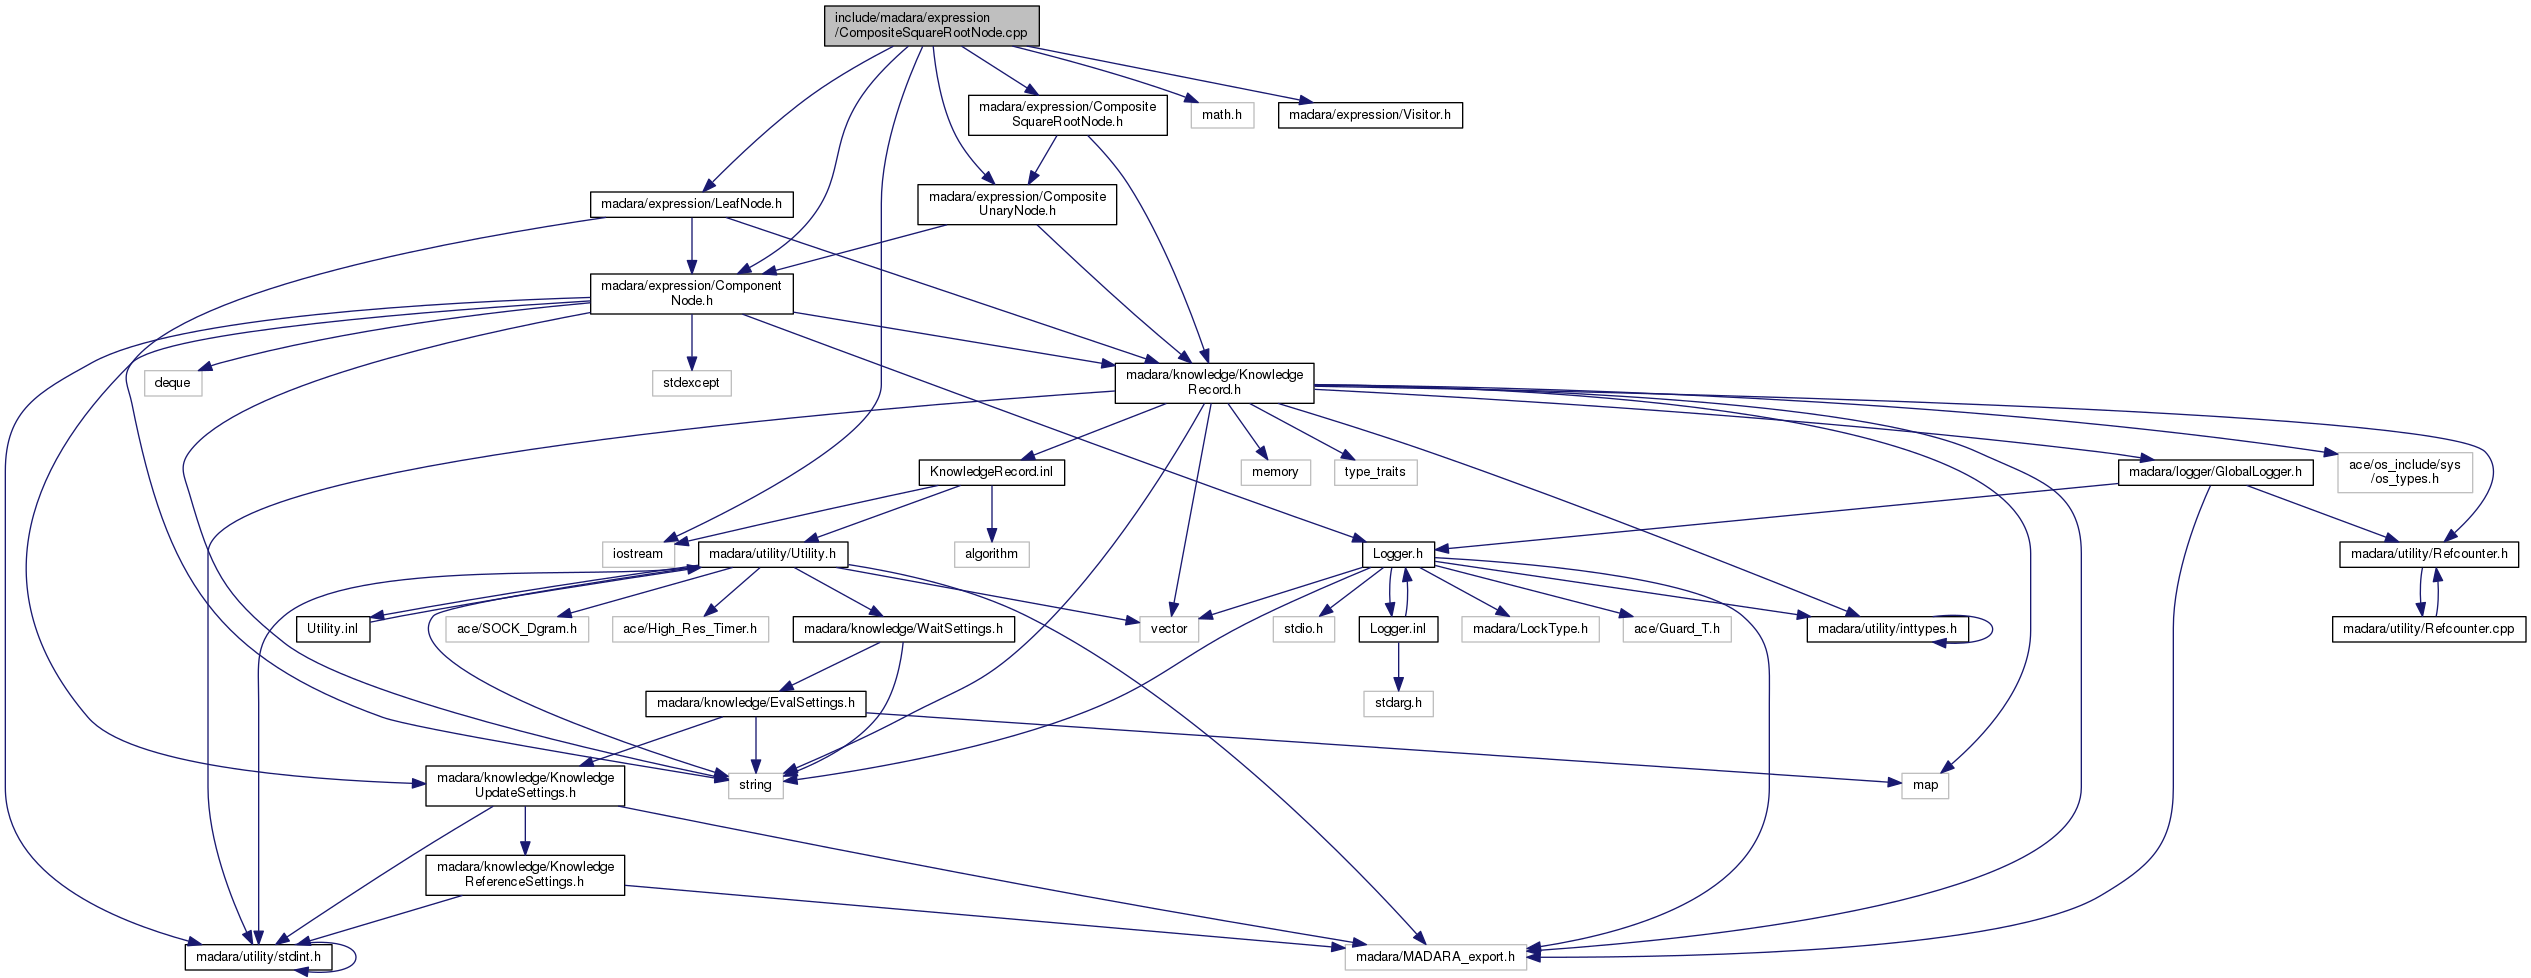 include/madara/expression
/CompositeSquareRootNode.cpp
madara/expression/Composite
SquareRootNode.h
math.h
madara/expression/Visitor.h
madara/expression/LeafNode.h
madara/expression/Composite
UnaryNode.h
madara/expression/Component
Node.h
deque
stdexcept
madara/knowledge/Knowledge
Record.h
KnowledgeRecord.inl
memory
type_traits
madara/logger/GlobalLogger.h
ace/os_include/sys
/os_types.h
iostream
madara/utility/Utility.h
algorithm
Logger.h
madara/utility/Refcounter.h
Utility.inl
ace/SOCK_Dgram.h
ace/High_Res_Timer.h
madara/knowledge/WaitSettings.h
vector
stdio.h
Logger.inl
madara/LockType.h
ace/Guard_T.h
madara/utility/inttypes.h
madara/utility/Refcounter.cpp
madara/knowledge/EvalSettings.h
stdarg.h
madara/knowledge/Knowledge
UpdateSettings.h
string
map
madara/knowledge/Knowledge
ReferenceSettings.h
madara/utility/stdint.h
madara/MADARA_export.h